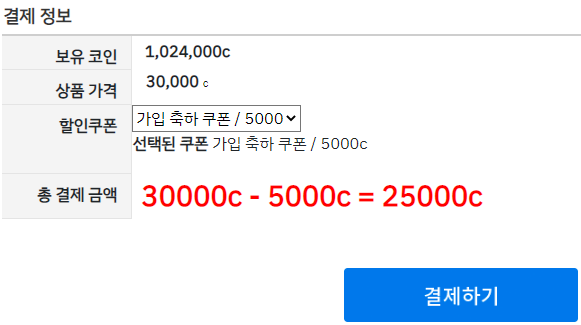 결제 정보
보유 코인 1,024,000c
상품 가격 30,000 c
할인쿠폰 가입 축하 쿠폰 / 5000
선택된 쿠폰 가입 축하 쿠폰 / 5000c
총 결제 금액 30000c - 5000c = 25000c
결제하기